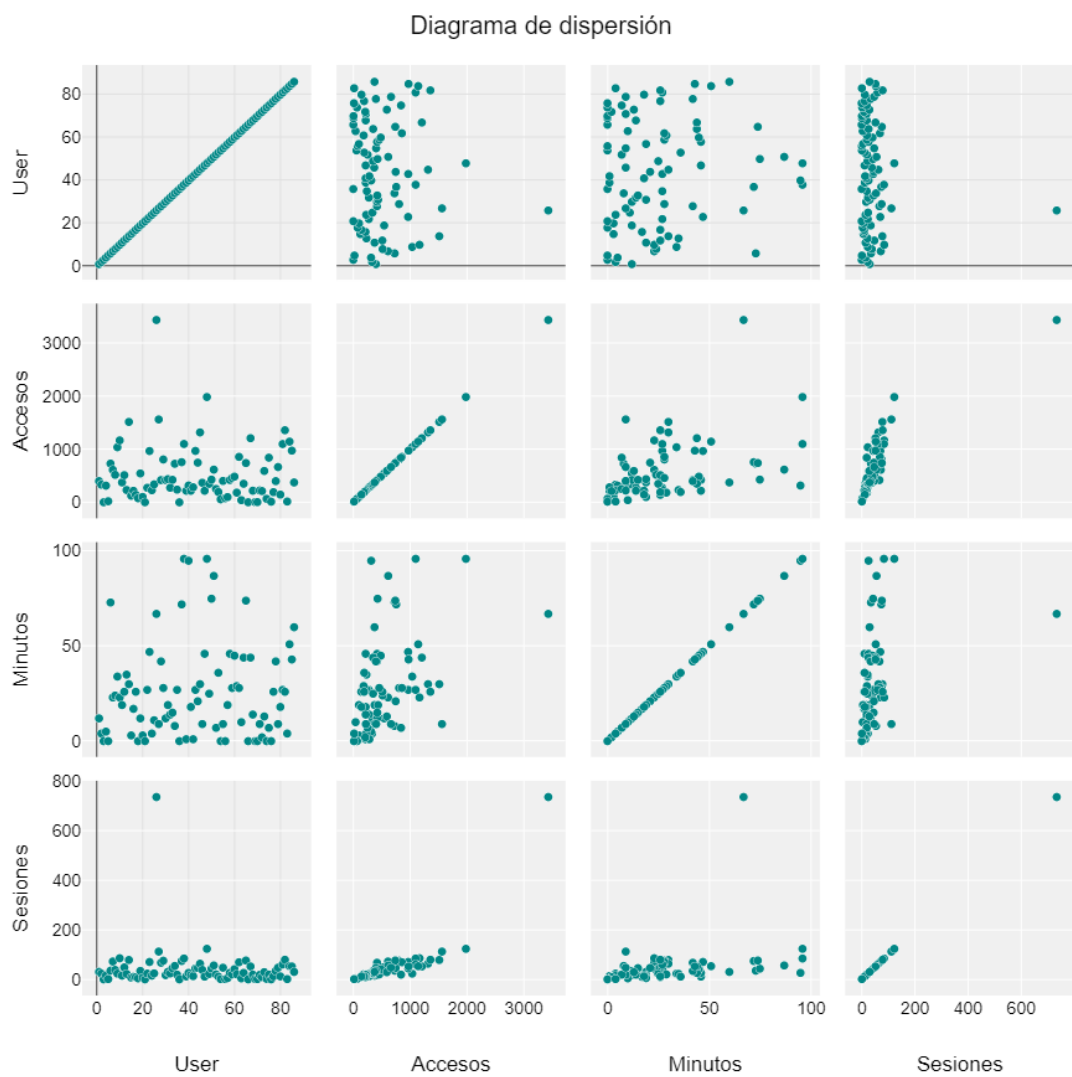 Diagrama de dispersión
80
60
40
20
0
User
3000
2000
1000
0
Accesos
100
50
0
Minutos
800
600
400
200
0
Sesiones
0 20 40 60 80 0 1000 2000 3000 0 50 100 0 200 400 600
User Accesos Minutos Sesiones